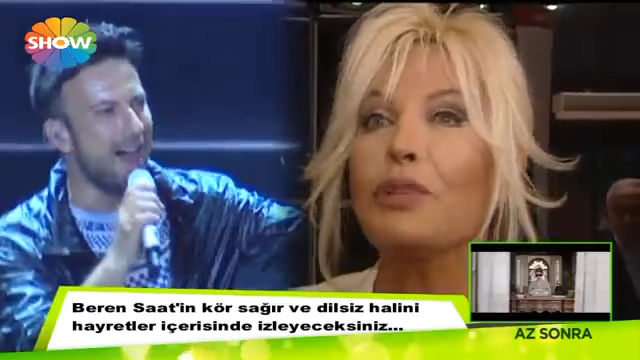 SHOW
Beren Saat'in kör sağır ve dilsiz halini
hayretler içerisinde izleyeceksiniz...
AZ SONRA